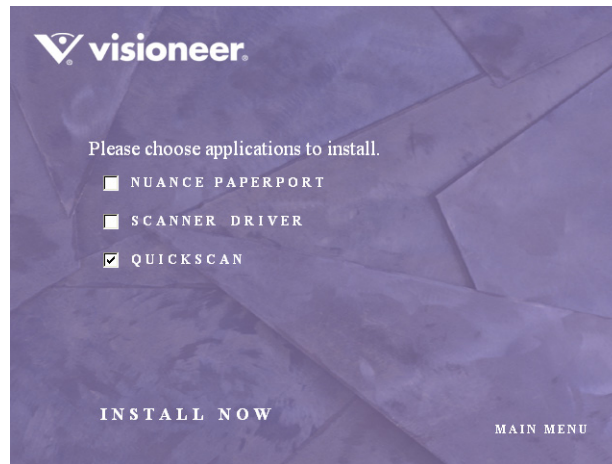 visioneer®
Please choose applications to install.
NUANCE PAPERPORT
SCANNER DRIVER
QUICKSCAN
INSTALL NOW
MAIN MENU